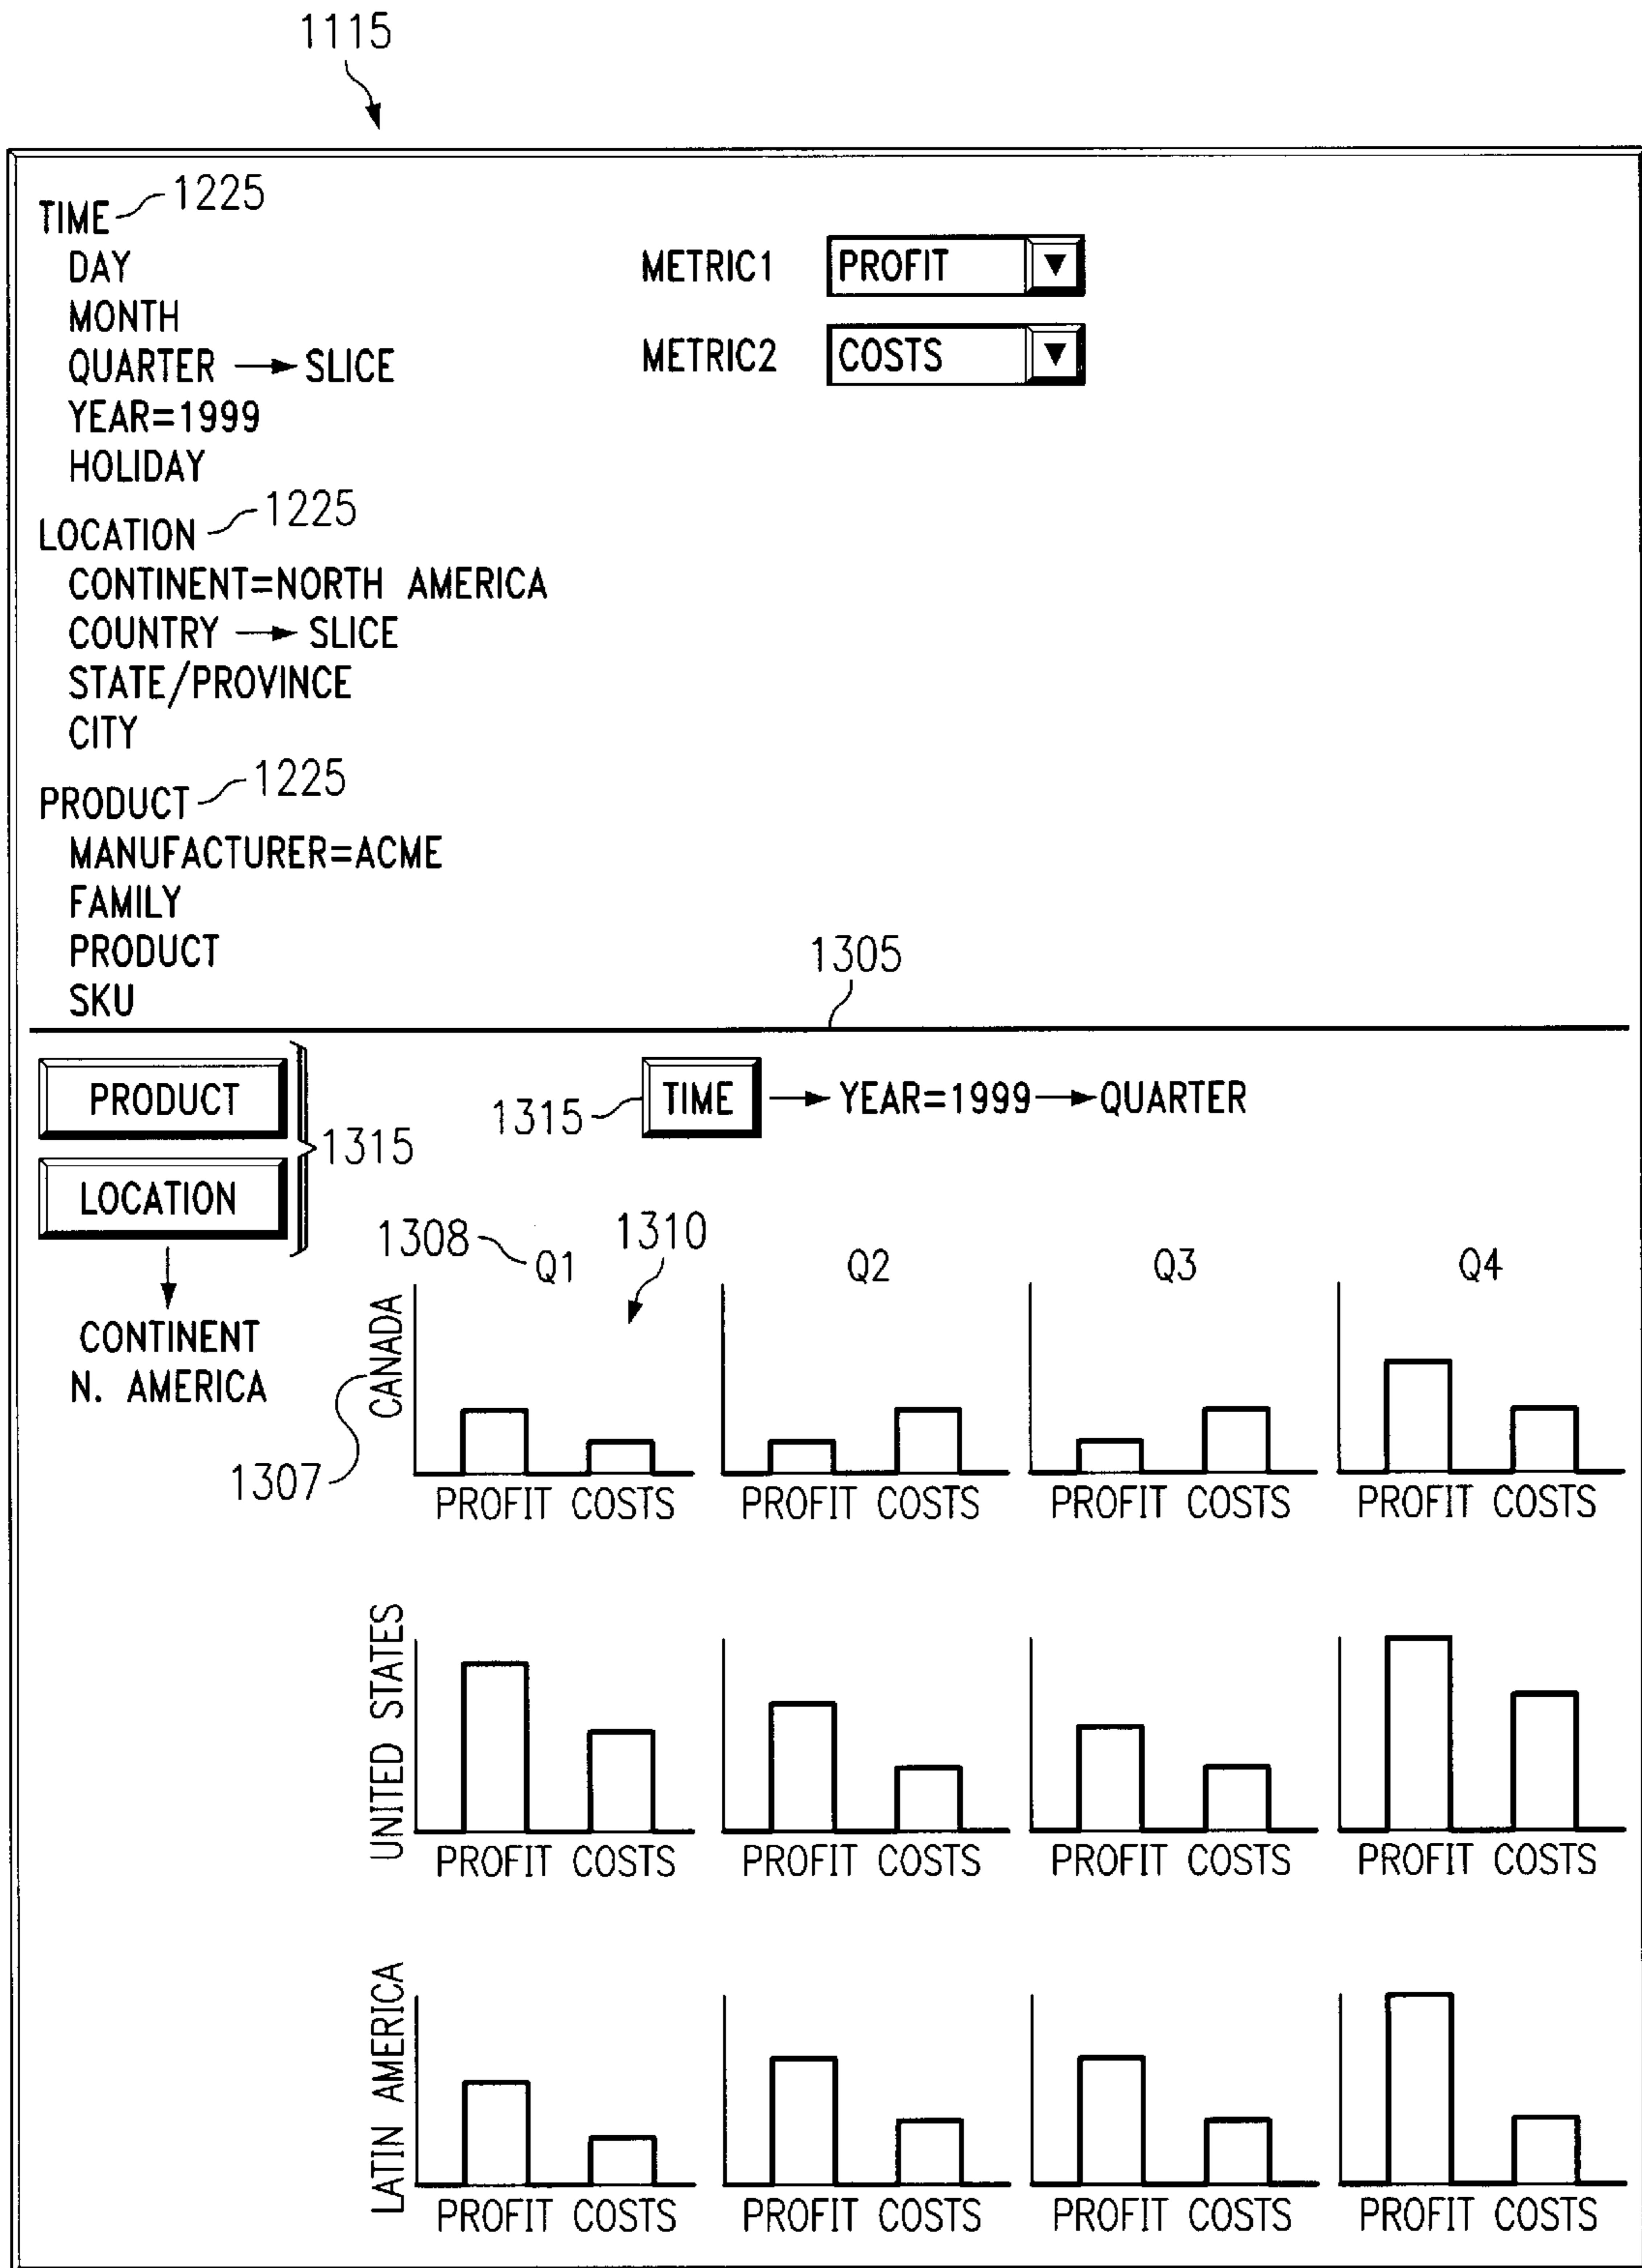 1115
TIME 1225
DAY
MONTH
QUARTER → SLICE
YEAR=1999
HOLIDAY
METRIC1 PROFIT ▼
METRIC2 COSTS ▼
LOCATION 1225
CONTINENT=NORTH AMERICA
COUNTRY → SLICE
STATE/PROVINCE
CITY
PRODUCT 1225
MANUFACTURER=ACME
FAMILY
PRODUCT
SKU
1305
PRODUCT
LOCATION
1315
1315 TIME → YEAR=1999 → QUARTER
CONTINENT
N. AMERICA
1308 Q1 1310 Q2 Q3 Q4
CANADA
1307
PROFIT COSTS PROFIT COSTS PROFIT COSTS PROFIT COSTS
UNITED STATES
PROFIT COSTS PROFIT COSTS PROFIT COSTS PROFIT COSTS
LATIN AMERICA
PROFIT COSTS PROFIT COSTS PROFIT COSTS PROFIT COSTS